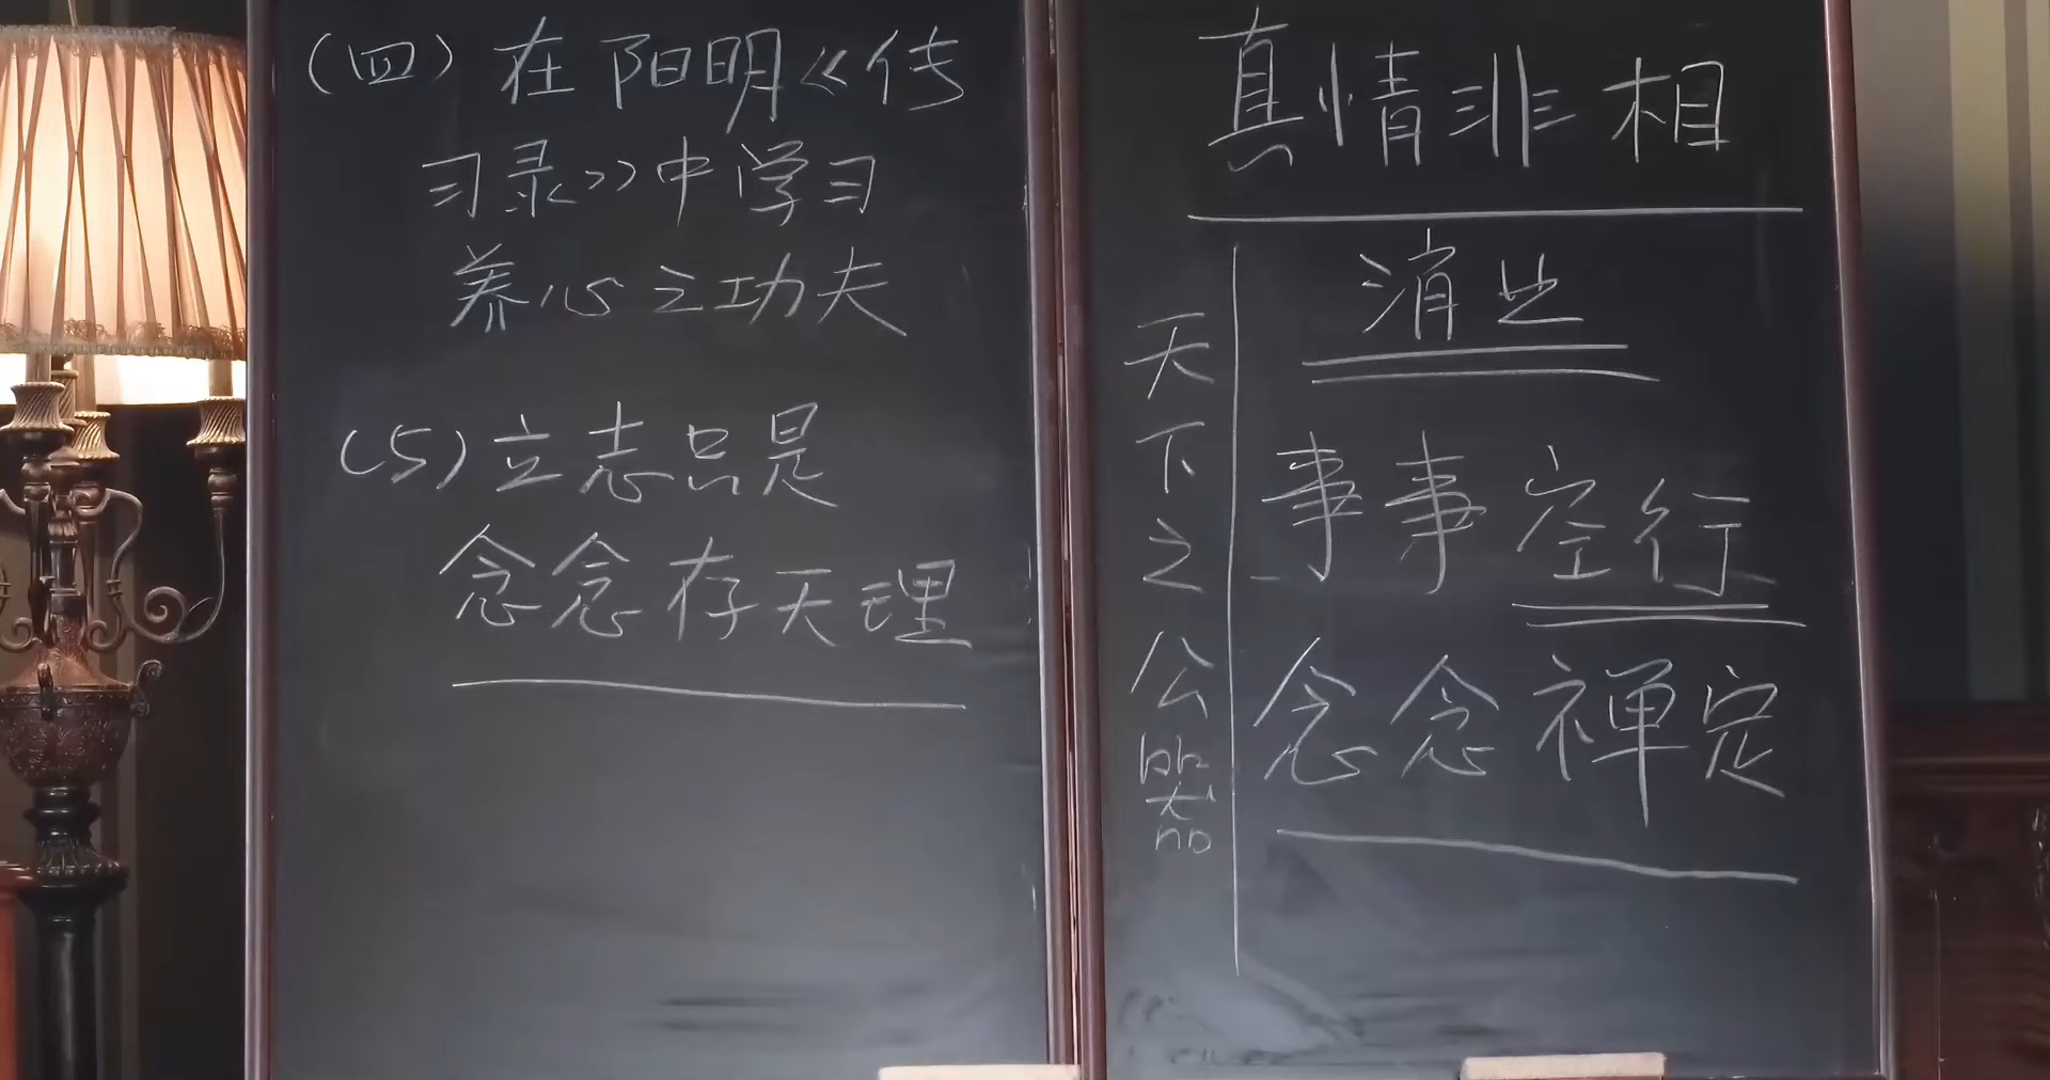 （四）在阳明《传
习录》中学习
养心之功夫
（5）立志只是
念念存天理
真情非相
消业
事事空行
念念禅定
天下之公器